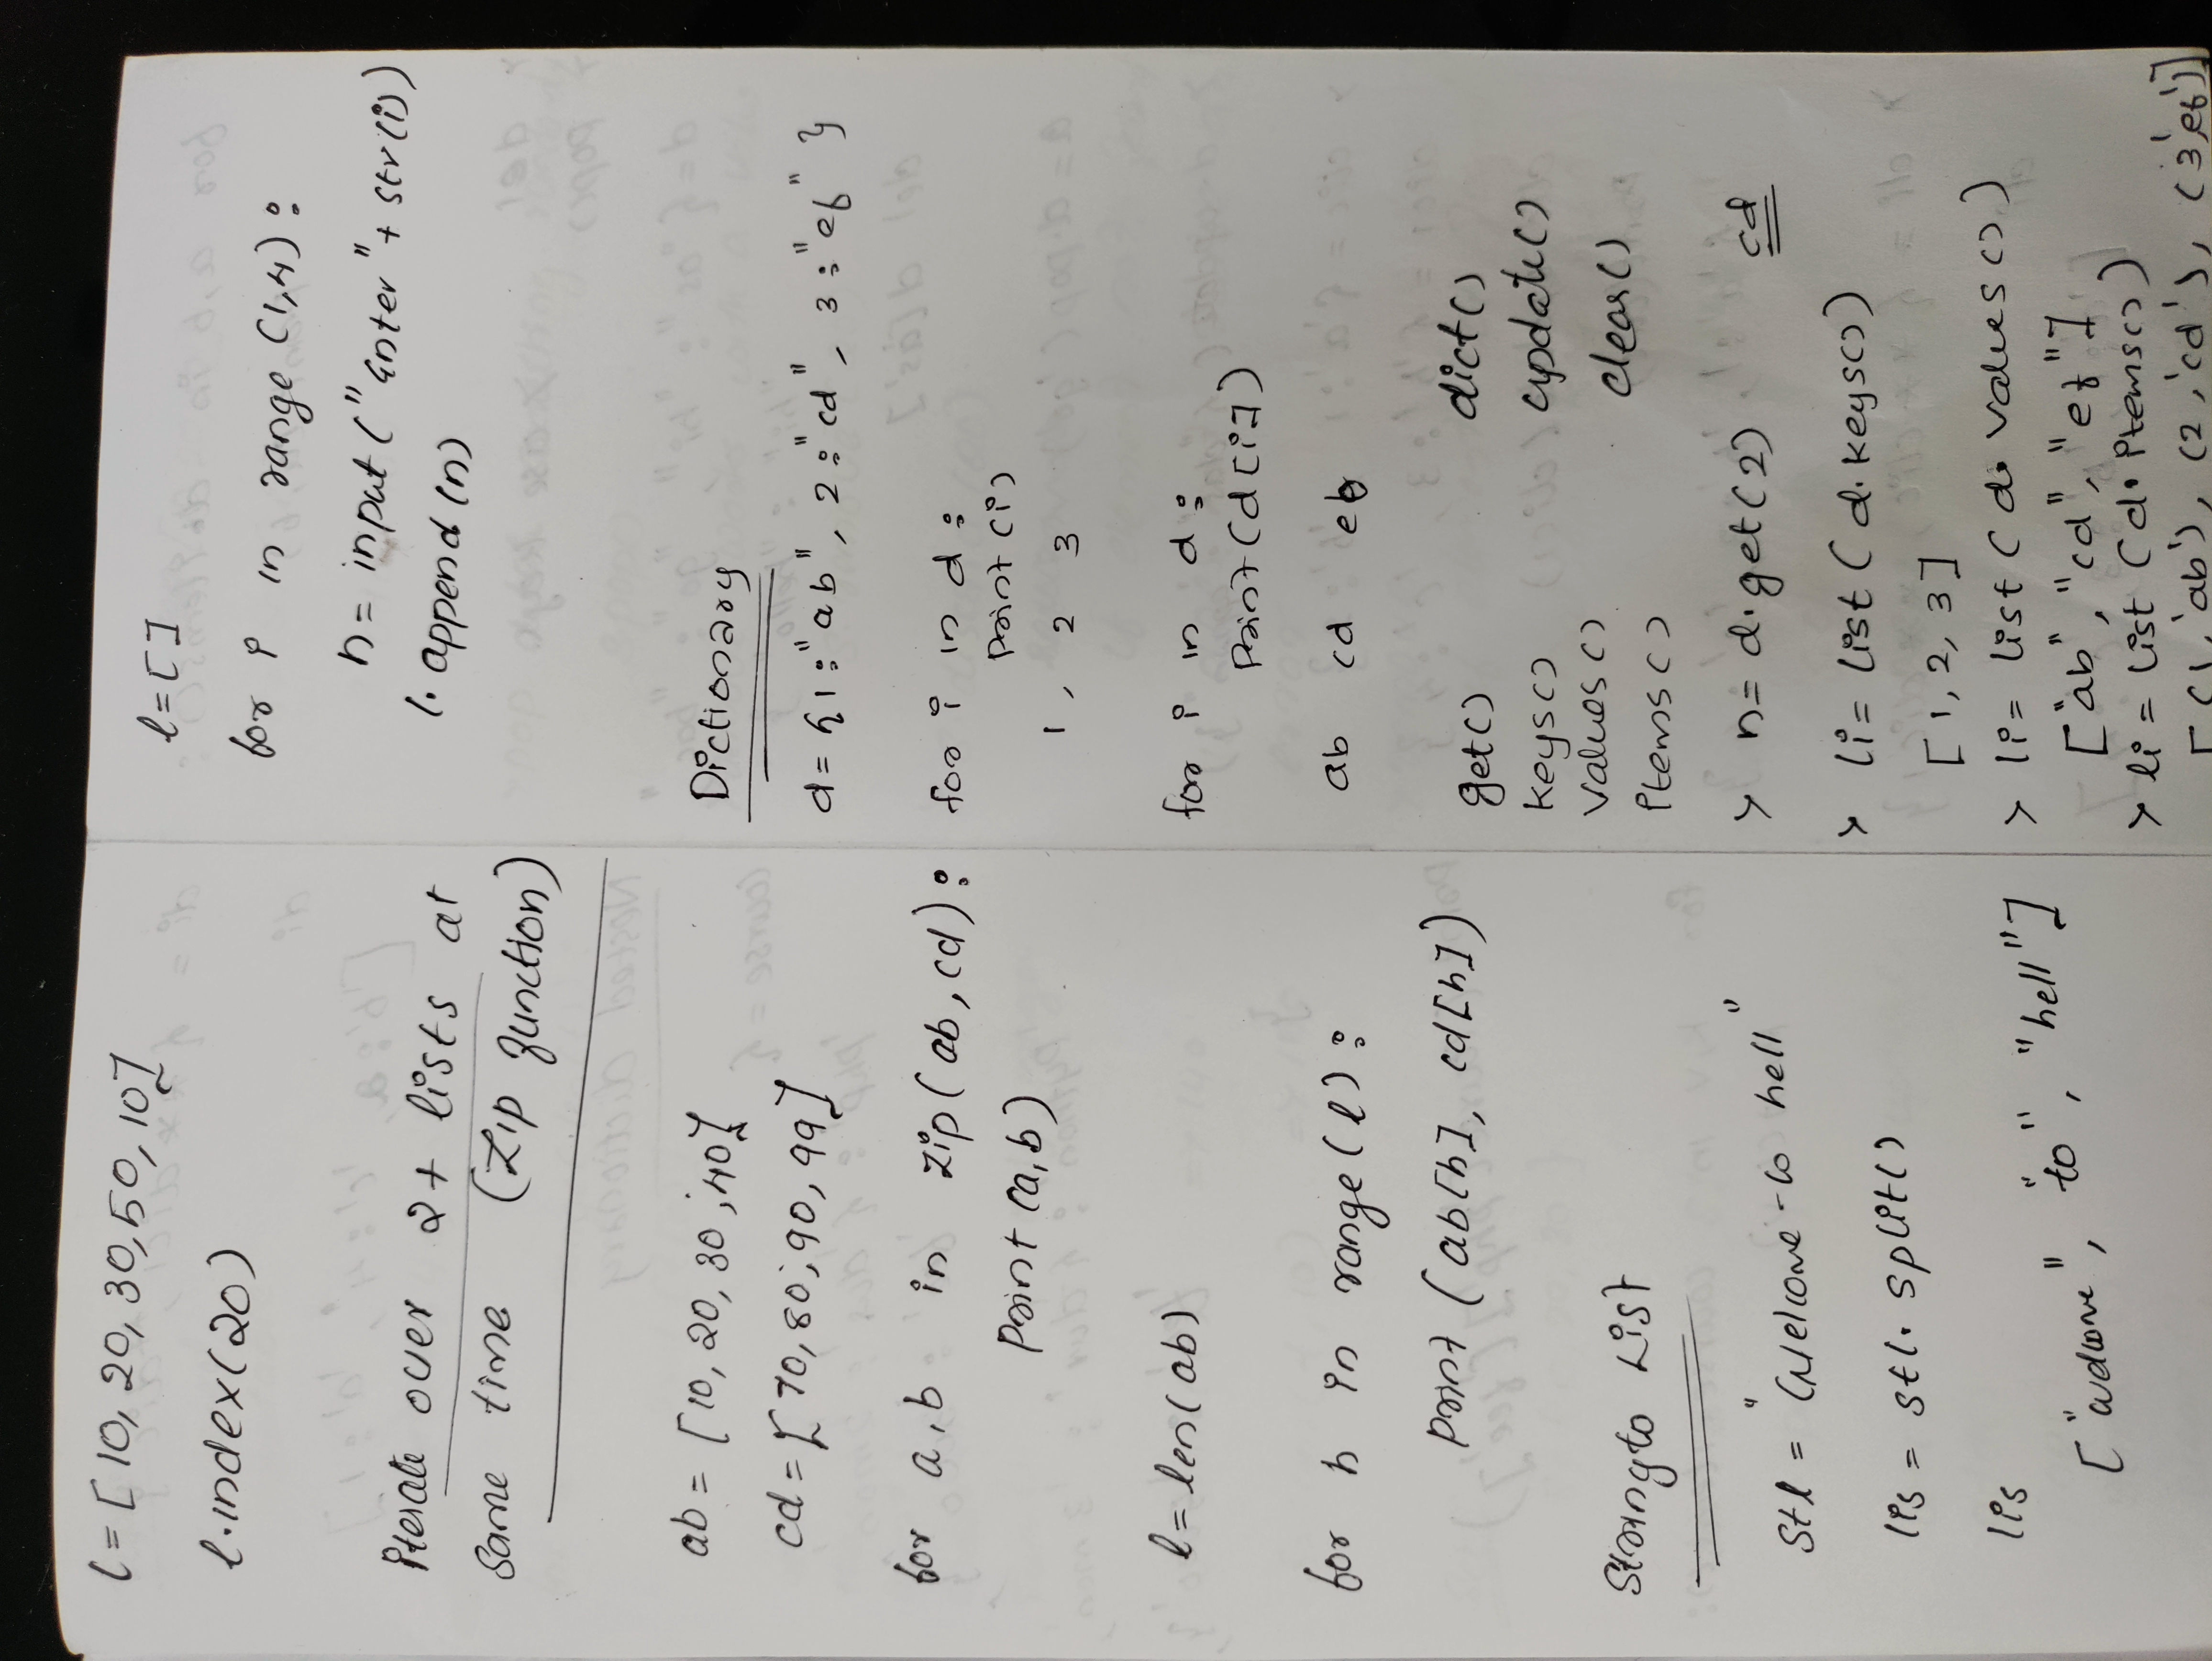 l = [10, 20, 30, 50, 10]
l.index(20)
iterate over 2+ lists at
same time (zip function)
ab = [10, 20, 30, 40]
cd = [70, 80, 90, 99]
for a, b in zip(ab, cd):
print(a, b)
l = len(ab)
for h in range(l):
print (ab[h], cd[h])
String to List
stl = "Welcome - to hell"
lis = stl. split()
lis
["welcome", "to", "hell"]
l = []
for i in range (1, 4):
n = input ("Enter" + str(i))
l. append (n)
Dictionary
d = {1: "ab", 2: "cd", 3: "ef" }
for i in d:
print (i)
1, 2 3
for i in d:
print (d[i])
ab cd ef
get() dict()
keys() update()
values() clear()
items()
> n = d.get(2) cd
> li = list ( d. keys())
[1, 2, 3]
> li = list ( d. values ())
["ab", "cd", "ef"]
> li = list (d. items())
[(1, 'ab'), (2, 'cd'), (3, 'ef')]